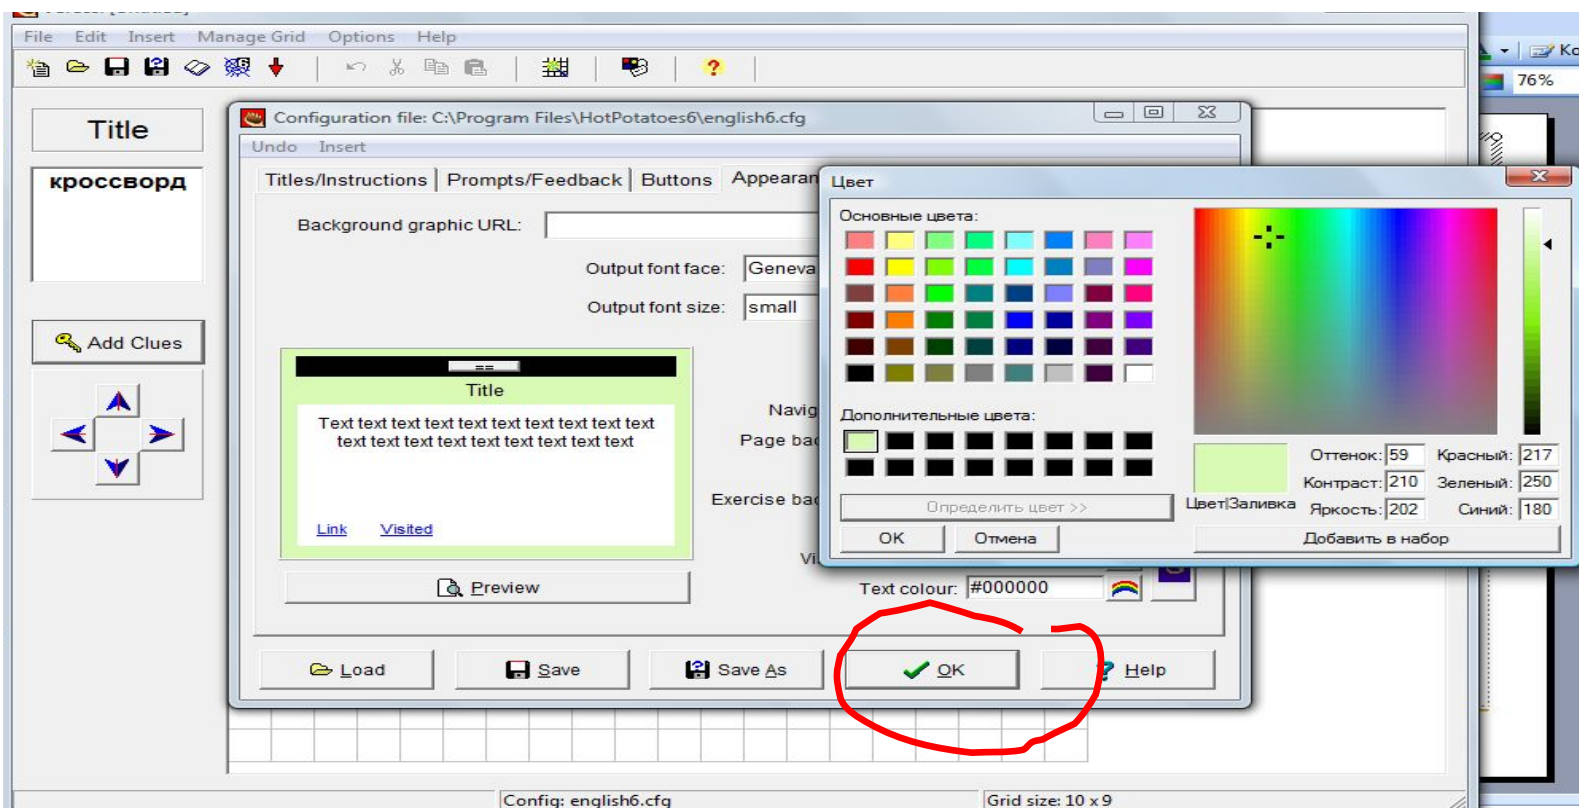 File Edit Insert Manage Grid Options Help
Ko
76%
Title
кроссворд
Add Clues
Configuration file: C:\Program Files\HotPotatoes6\english6.cfg
Undo Insert
Titles/Instructions Prompts/Feedback Buttons Appearan
Background graphic URL:
Output font face: Geneva
Output font size: small
==
Title
Text text text text text text text text text text
text text text text text text text text
Link Visited
Navig
Page bac
Exercise bac
Vi
Preview
Text colour: #000000
Load Save Save As OK Help
Цвет
Основные цвета:
Дополнительные цвета:
Определить цвет >>
OK Отмена
Цвет|Заливка
Оттенок: 59 Красный: 217
Контраст: 210 Зеленый: 250
Яркость: 202 Синий: 180
Добавить в набор
Config: english6.cfg Grid size: 10 x 9